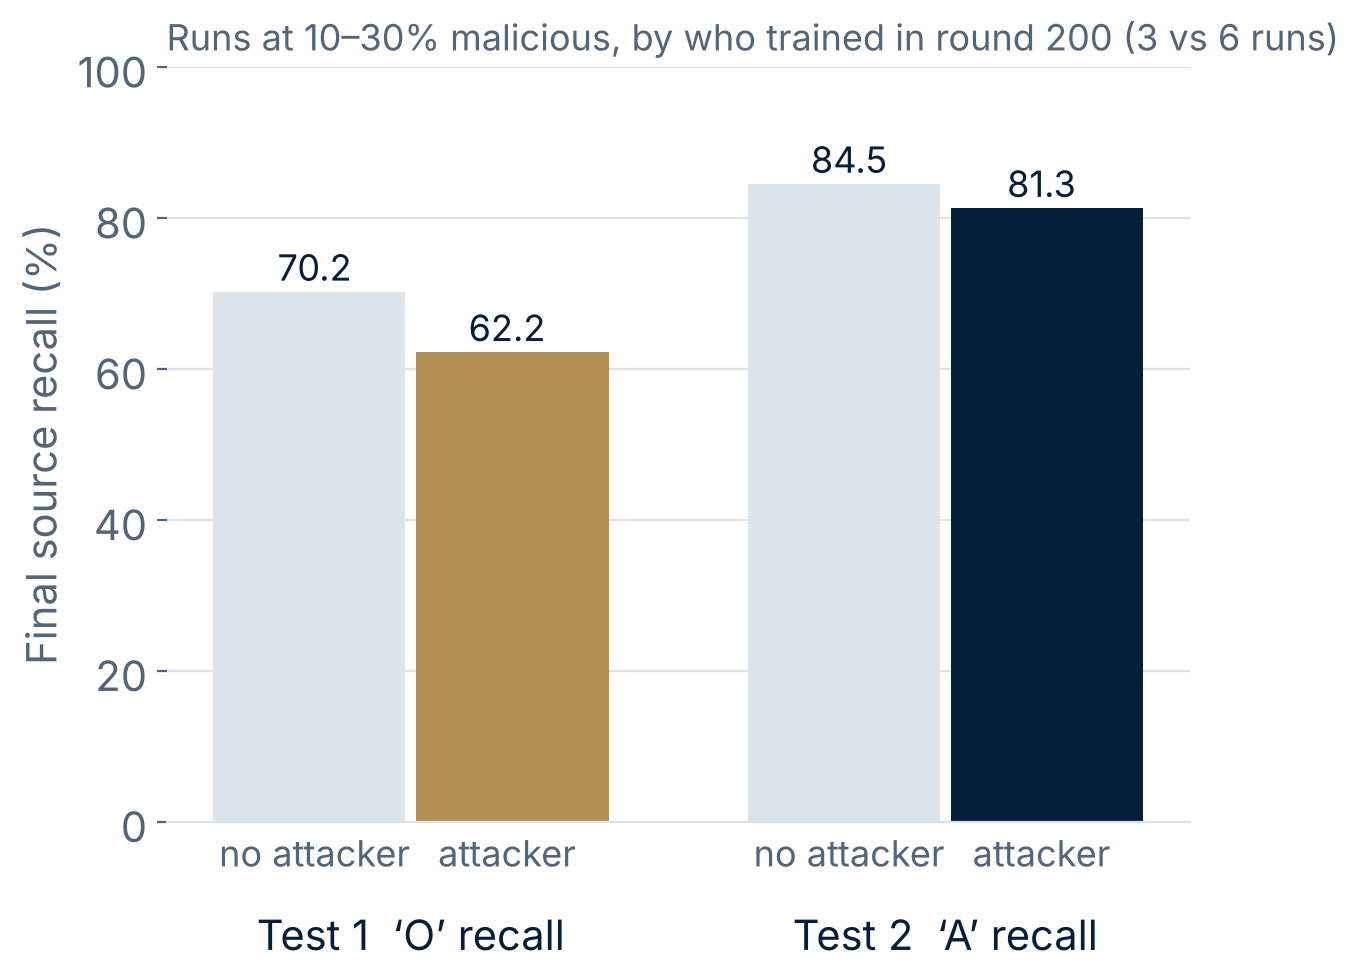 Runs at 10–30% malicious, by who trained in round 200 (3 vs 6 runs)
Final source recall (%)
100
80
60
40
20
0
70.2
62.2
84.5
81.3
no attacker
attacker
no attacker
attacker
Test 1 ‘O’ recall
Test 2 ‘A’ recall